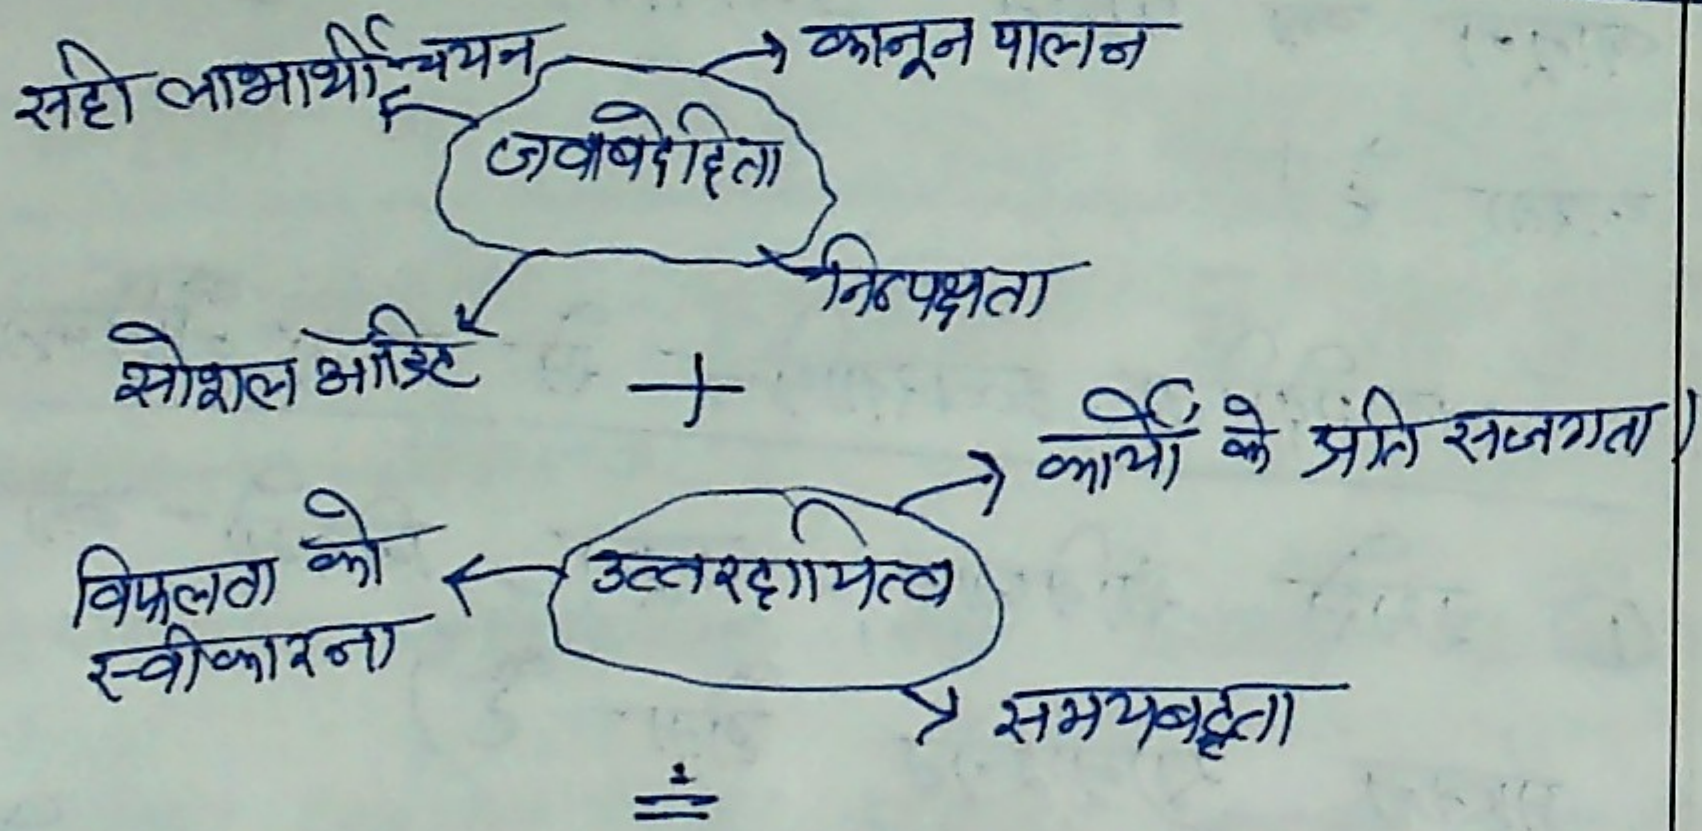 सही लाभार्थी चयन
कानून पालन
जवाबदेहिता
निष्पक्षता
सोशल ऑडिट
+
कार्यों के प्रति सजगता।
विफलता को
स्वीकारना
उत्तरदायित्व
समयबद्धता
=